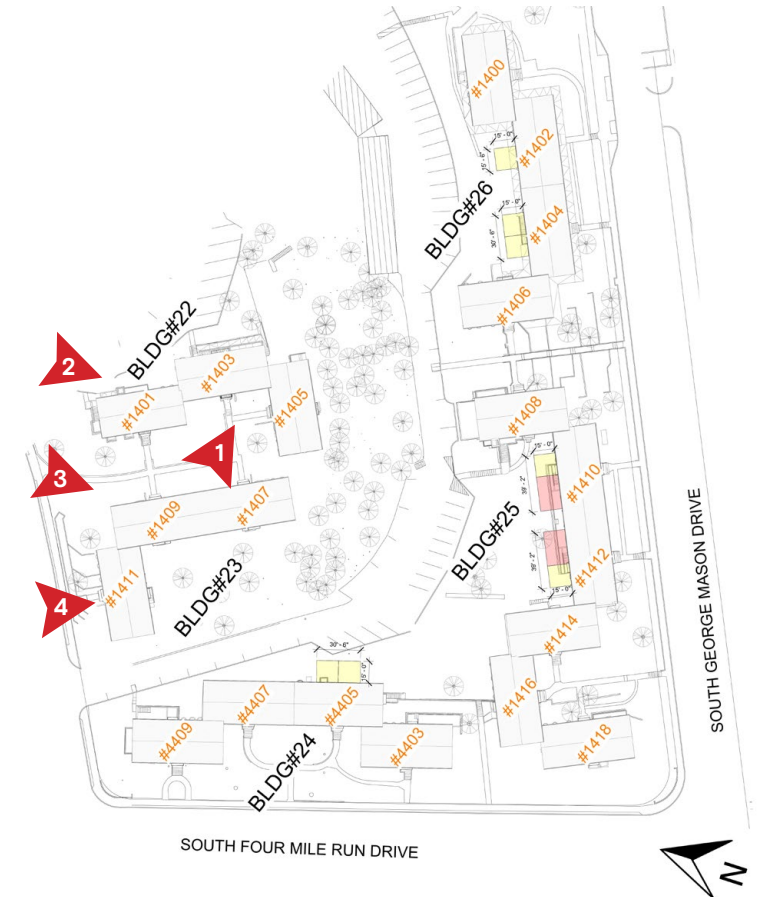 #1400
15' - 0"
15' - 6"
#1402
15' - 0"
30' - 6"
#1404
BLDG#26
#1406
BLDG#22
2
#1403
#1401
#1405
#1408
1
3
15' - 0"
#1410
39' - 2"
#1409
#1407
BLDG#25
39' - 2"
#1412
15' - 0"
#1411
4
BLDG#23
#1414
30' - 6"
15' - 0"
#1416
#4407
#4405
#4409
#4403
#1418
BLDG#24
SOUTH GEORGE MASON DRIVE
SOUTH FOUR MILE RUN DRIVE
N